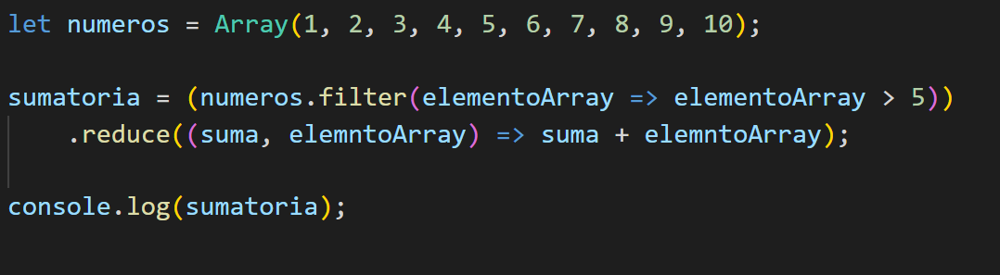 let numeros = Array(1, 2, 3, 4, 5, 6, 7, 8, 9, 10);
sumatoria = (numeros.filter(elementoArray => elementoArray > 5))
.reduce((suma, elemntoArray) => suma + elemntoArray);
console.log(sumatoria);